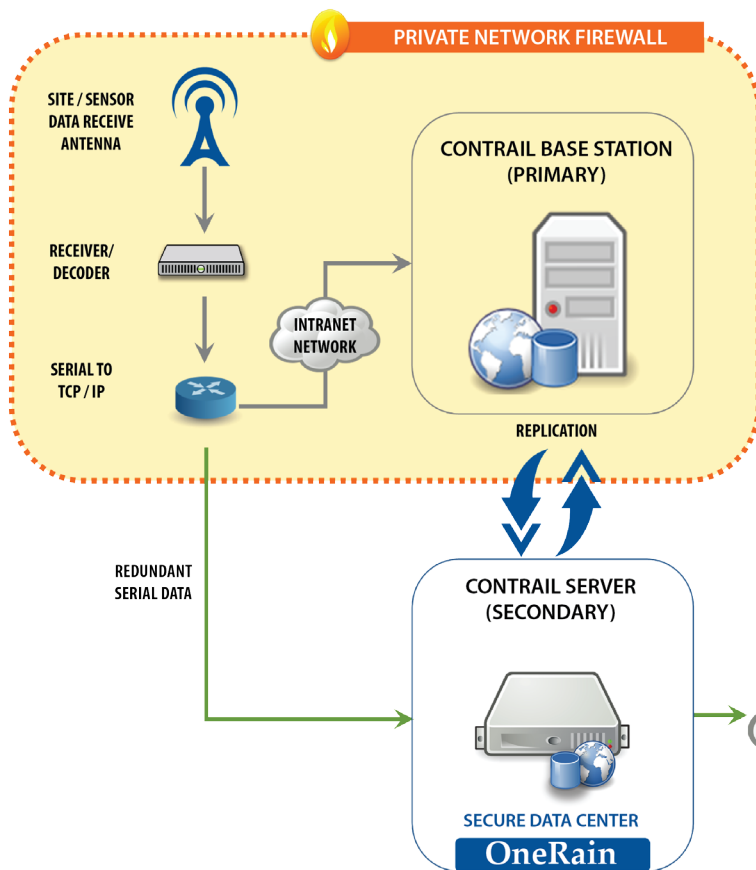 PRIVATE NETWORK FIREWALL
SITE / SENSOR
DATA RECEIVE
ANTENNA
CONTRAIL BASE STATION
(PRIMARY)
RECEIVER/
DECODER
INTRANET
NETWORK
SERIAL TO
TCP / IP
REPLICATION
REDUNDANT
SERIAL DATA
CONTRAIL SERVER
(SECONDARY)
SECURE DATA CENTER
OneRain